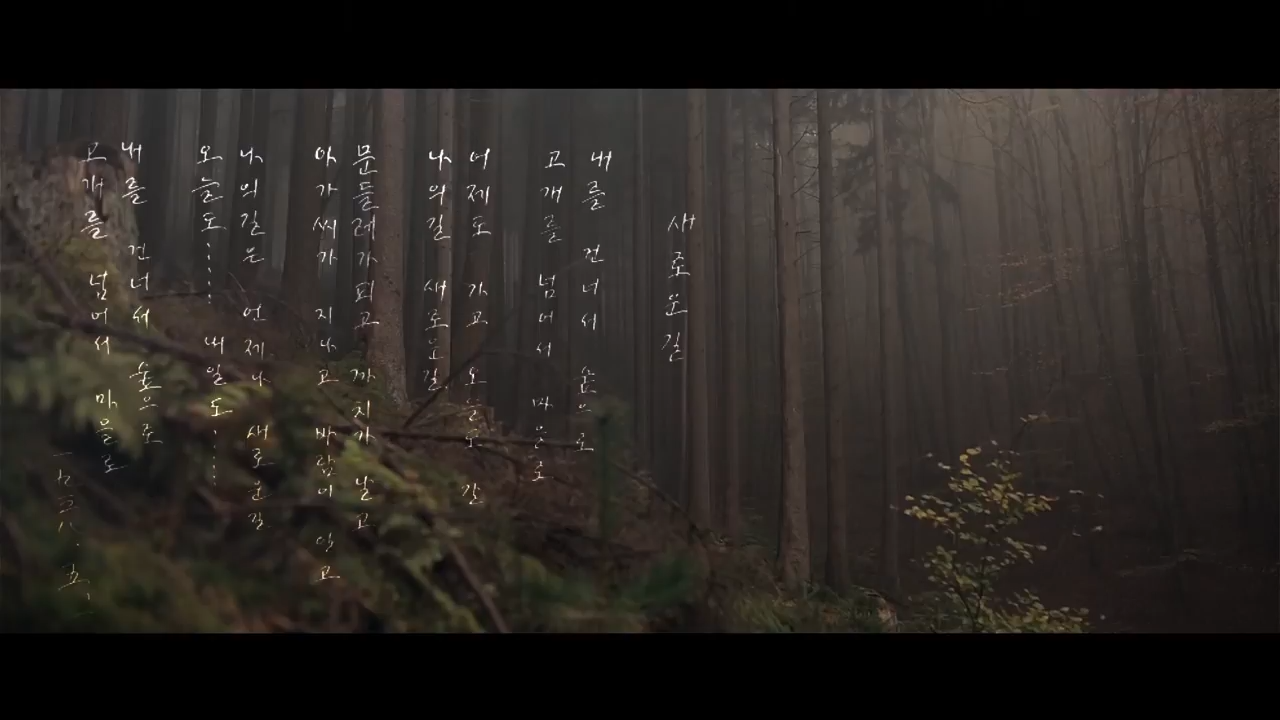 새로운길
내를 건너서 숲으로
고개를 넘어서 마을로
어제도 가고 오늘도 갈
나의길 새로운길
문들레가피고 까치가 날고
아가씨가 지나고 바람이 일고
나의길은 언제나 새로운길
오늘도…… 내일도……
내를 건너서 숲으로
고개를 넘어서 마을로
一九三八. 五. 一